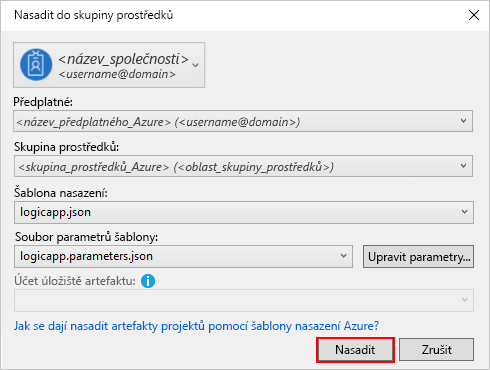 Nasadit do skupiny prostředků
<název_společnosti>
<username@domain>
Předplatné:
<název_předplatného_Azure> (<username@domain>)
Skupina prostředků:
<skupina_prostředků_Azure> (<oblast_skupiny_prostředků>)
Šablona nasazení:
logicapp.json
Soubor parametrů šablony:
logicapp.parameters.json Upravit parametry...
Účet úložiště artefaktu:
Jak se dají nasadit artefakty projektů pomocí šablony nasazení Azure?
Nasadit Zrušit